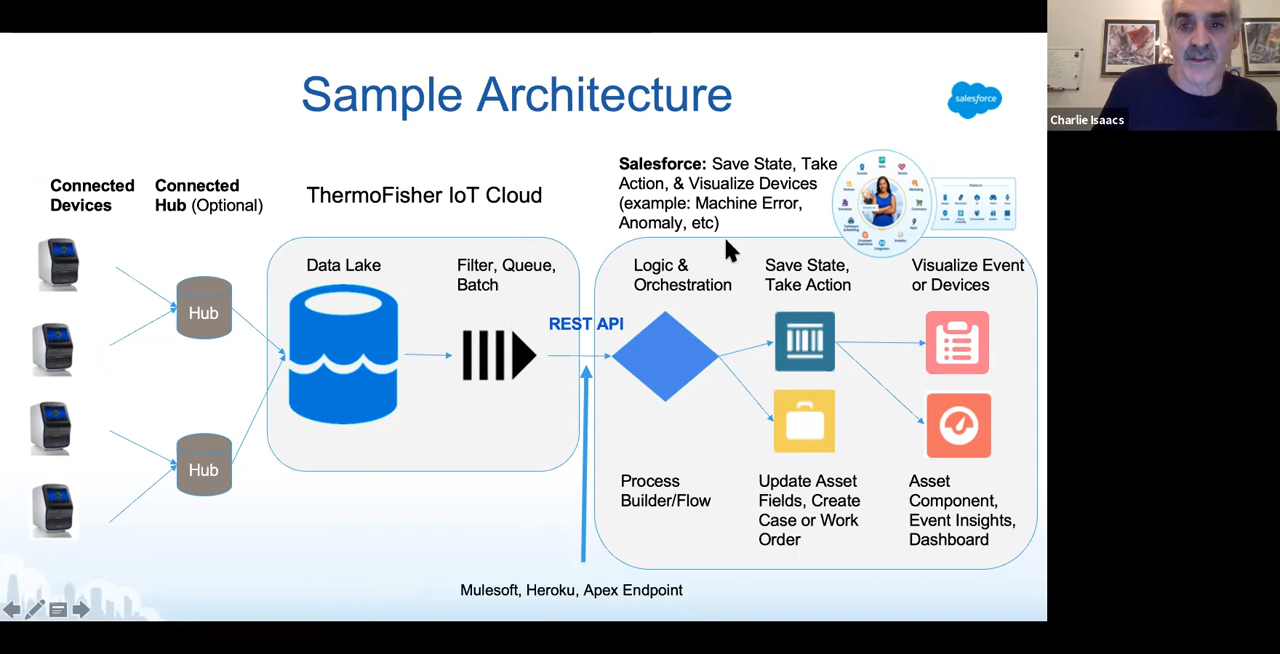 Sample Architecture
salesforce
Charlie Isaacs
Connected
Devices
Connected
Hub (Optional)
ThermoFisher IoT Cloud
Salesforce: Save State, Take
Action, & Visualize Devices
(example: Machine Error,
Anomaly, etc)
Data Lake
Filter, Queue,
Batch
Logic &
Orchestration
Save State,
Take Action
Visualize Event
or Devices
Hub
REST API
Hub
Process
Builder/Flow
Update Asset
Fields, Create
Case or Work
Order
Asset
Component,
Event Insights,
Dashboard
Mulesoft, Heroku, Apex Endpoint